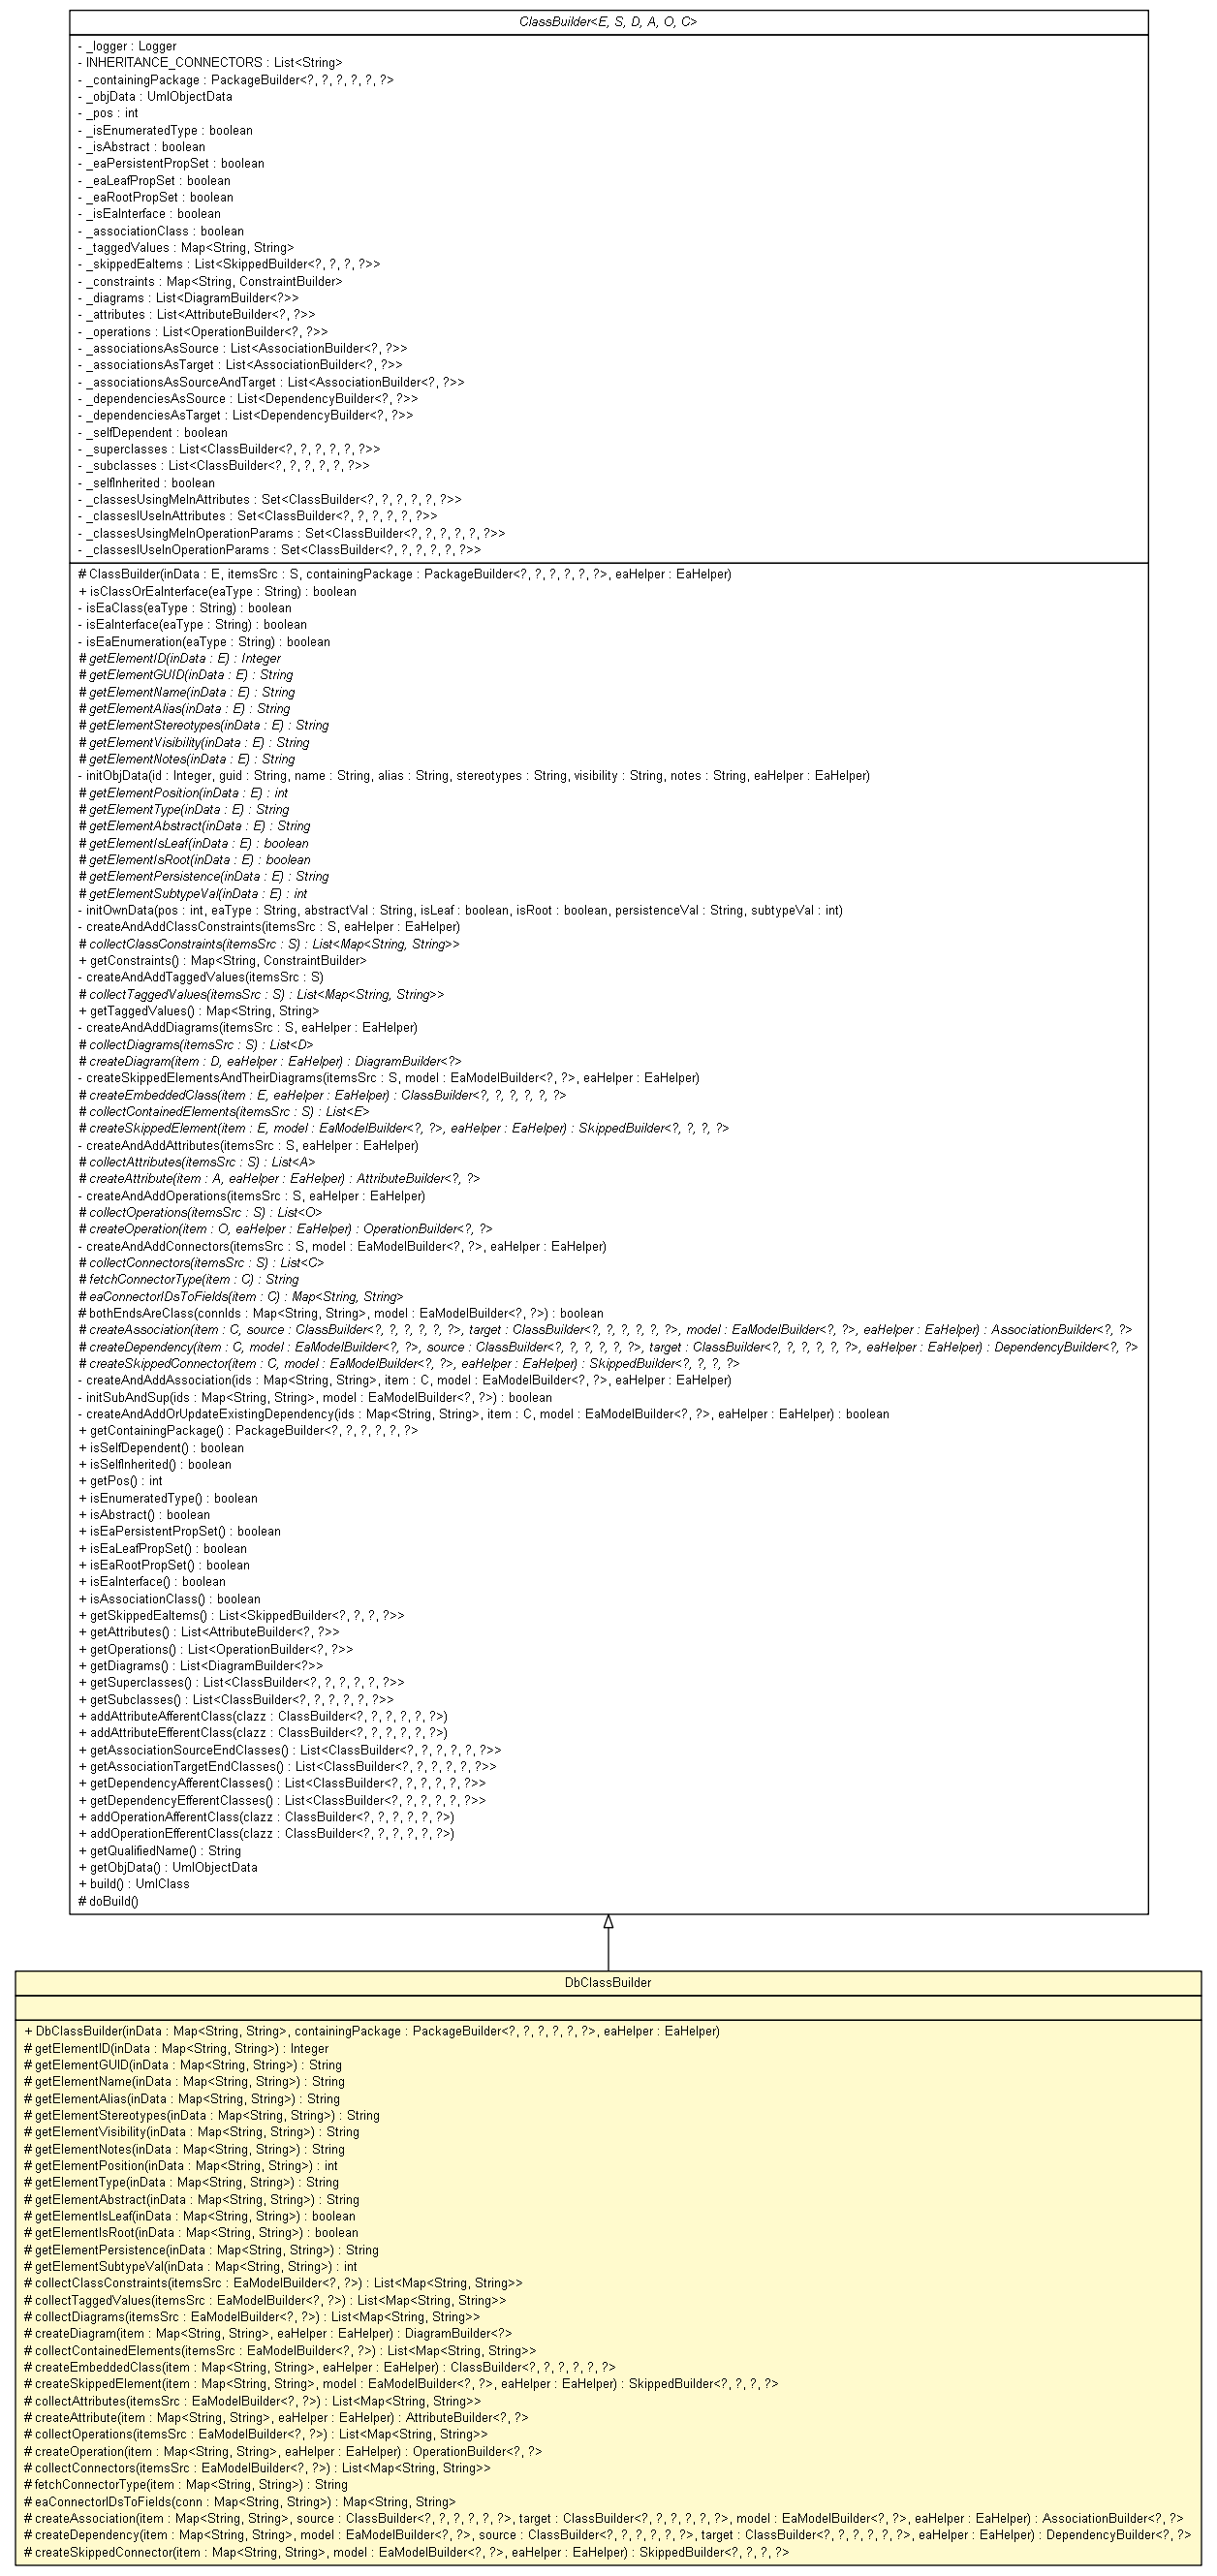 ClassBuilder<E, S, D, A, O, C>
- _logger : Logger
- INHERITANCE_CONNECTORS : List<String>
- _containingPackage : PackageBuilder<?, ?, ?, ?, ?, ?>
- _objData : UmlObjectData
- _pos : int
- _isEnumeratedType : boolean
- _isAbstract : boolean
- _eaPersistentPropSet : boolean
- _eaLeafPropSet : boolean
- _eaRootPropSet : boolean
- _isEaInterface : boolean
- _associationClass : boolean
- _taggedValues : Map<String, String>
- _skippedEaItems : List<SkippedBuilder<?, ?, ?, ?>>
- _constraints : Map<String, ConstraintBuilder>
- _diagrams : List<DiagramBuilder<?>>
- _attributes : List<AttributeBuilder<?, ?>>
- _operations : List<OperationBuilder<?, ?>>
- _associationsAsSource : List<AssociationBuilder<?, ?>>
- _associationsAsTarget : List<AssociationBuilder<?, ?>>
- _associationsAsSourceAndTarget : List<AssociationBuilder<?, ?>>
- _dependenciesAsSource : List<DependencyBuilder<?, ?>>
- _dependenciesAsTarget : List<DependencyBuilder<?, ?>>
- _selfDependent : boolean
- _superclasses : List<ClassBuilder<?, ?, ?, ?, ?, ?>>
- _subclasses : List<ClassBuilder<?, ?, ?, ?, ?, ?>>
- _selfInherited : boolean
- _classesUsingMeInAttributes : Set<ClassBuilder<?, ?, ?, ?, ?, ?>>
- _classesIUseInAttributes : Set<ClassBuilder<?, ?, ?, ?, ?, ?>>
- _classesUsingMeInOperationParams : Set<ClassBuilder<?, ?, ?, ?, ?, ?>>
- _classesIUseInOperationParams : Set<ClassBuilder<?, ?, ?, ?, ?, ?>>
# ClassBuilder(inData : E, itemsSrc : S, containingPackage : PackageBuilder<?, ?, ?, ?, ?, ?>, eaHelper : EaHelper)
+ isClassOrEaInterface(eaType : String) : boolean
- isEaClass(eaType : String) : boolean
- isEaInterface(eaType : String) : boolean
- isEaEnumeration(eaType : String) : boolean
# getElementID(inData : E) : Integer
# getElementGUID(inData : E) : String
# getElementName(inData : E) : String
# getElementAlias(inData : E) : String
# getElementStereotypes(inData : E) : String
# getElementVisibility(inData : E) : String
# getElementNotes(inData : E) : String
- initObjData(id : Integer, guid : String, name : String, alias : String, stereotypes : String, visibility : String, notes : String, eaHelper : EaHelper)
# getElementPosition(inData : E) : int
# getElementType(inData : E) : String
# getElementAbstract(inData : E) : String
# getElementIsLeaf(inData : E) : boolean
# getElementIsRoot(inData : E) : boolean
# getElementPersistence(inData : E) : String
# getElementSubtypeVal(inData : E) : int
- initOwnData(pos : int, eaType : String, abstractVal : String, isLeaf : boolean, isRoot : boolean, persistenceVal : String, subtypeVal : int)
- createAndAddClassConstraints(itemsSrc : S, eaHelper : EaHelper)
# collectClassConstraints(itemsSrc : S) : List<Map<String, String>>
+ getConstraints() : Map<String, ConstraintBuilder>
- createAndAddTaggedValues(itemsSrc : S)
# collectTaggedValues(itemsSrc : S) : List<Map<String, String>>
+ getTaggedValues() : Map<String, String>
- createAndAddDiagrams(itemsSrc : S, eaHelper : EaHelper)
# collectDiagrams(itemsSrc : S) : List<D>
# createDiagram(item : D, eaHelper : EaHelper) : DiagramBuilder<?>
- createSkippedElementsAndTheirDiagrams(itemsSrc : S, model : EaModelBuilder<?, ?>, eaHelper : EaHelper)
# createEmbeddedClass(item : E, eaHelper : EaHelper) : ClassBuilder<?, ?, ?, ?, ?, ?>
# collectContainedElements(itemsSrc : S) : List<E>
# createSkippedElement(item : E, model : EaModelBuilder<?, ?>, eaHelper : EaHelper) : SkippedBuilder<?, ?, ?, ?>
- createAndAddAttributes(itemsSrc : S, eaHelper : EaHelper)
# collectAttributes(itemsSrc : S) : List<A>
# createAttribute(item : A, eaHelper : EaHelper) : AttributeBuilder<?, ?>
- createAndAddOperations(itemsSrc : S, eaHelper : EaHelper)
# collectOperations(itemsSrc : S) : List<O>
# createOperation(item : O, eaHelper : EaHelper) : OperationBuilder<?, ?>
- createAndAddConnectors(itemsSrc : S, model : EaModelBuilder<?, ?>, eaHelper : EaHelper)
# collectConnectors(itemsSrc : S) : List<C>
# fetchConnectorType(item : C) : String
# eaConnectorIDsToFields(item : C) : Map<String, String>
# bothEndsAreClass(connIds : Map<String, String>, model : EaModelBuilder<?, ?>) : boolean
# createAssociation(item : C, source : ClassBuilder<?, ?, ?, ?, ?, ?>, target : ClassBuilder<?, ?, ?, ?, ?, ?>, model : EaModelBuilder<?, ?>, eaHelper : EaHelper) : AssociationBuilder<?, ?>
# createDependency(item : C, model : EaModelBuilder<?, ?>, source : ClassBuilder<?, ?, ?, ?, ?, ?>, target : ClassBuilder<?, ?, ?, ?, ?, ?>, eaHelper : EaHelper) : DependencyBuilder<?, ?>
# createSkippedConnector(item : C, model : EaModelBuilder<?, ?>, eaHelper : EaHelper) : SkippedBuilder<?, ?, ?, ?>
- createAndAddAssociation(ids : Map<String, String>, item : C, model : EaModelBuilder<?, ?>, eaHelper : EaHelper)
- initSubAndSup(ids : Map<String, String>, model : EaModelBuilder<?, ?>) : boolean
- createAndAddOrUpdateExistingDependency(ids : Map<String, String>, item : C, model : EaModelBuilder<?, ?>, eaHelper : EaHelper) : boolean
+ getContainingPackage() : PackageBuilder<?, ?, ?, ?, ?, ?>
+ isSelfDependent() : boolean
+ isSelfInherited() : boolean
+ getPos() : int
+ isEnumeratedType() : boolean
+ isAbstract() : boolean
+ isEaPersistentPropSet() : boolean
+ isEaLeafPropSet() : boolean
+ isEaRootPropSet() : boolean
+ isEaInterface() : boolean
+ isAssociationClass() : boolean
+ getSkippedEaItems() : List<SkippedBuilder<?, ?, ?, ?>>
+ getAttributes() : List<AttributeBuilder<?, ?>>
+ getOperations() : List<OperationBuilder<?, ?>>
+ getDiagrams() : List<DiagramBuilder<?>>
+ getSuperclasses() : List<ClassBuilder<?, ?, ?, ?, ?, ?>>
+ getSubclasses() : List<ClassBuilder<?, ?, ?, ?, ?, ?>>
+ addAttributeAfferentClass(clazz : ClassBuilder<?, ?, ?, ?, ?, ?>)
+ addAttributeEfferentClass(clazz : ClassBuilder<?, ?, ?, ?, ?, ?>)
+ getAssociationSourceEndClasses() : List<ClassBuilder<?, ?, ?, ?, ?, ?>>
+ getAssociationTargetEndClasses() : List<ClassBuilder<?, ?, ?, ?, ?, ?>>
+ getDependencyAfferentClasses() : List<ClassBuilder<?, ?, ?, ?, ?, ?>>
+ getDependencyEfferentClasses() : List<ClassBuilder<?, ?, ?, ?, ?, ?>>
+ addOperationAfferentClass(clazz : ClassBuilder<?, ?, ?, ?, ?, ?>)
+ addOperationEfferentClass(clazz : ClassBuilder<?, ?, ?, ?, ?, ?>)
+ getQualifiedName() : String
+ getObjData() : UmlObjectData
+ build() : UmlClass
# doBuild()
DbClassBuilder
+ DbClassBuilder(inData : Map<String, String>, containingPackage : PackageBuilder<?, ?, ?, ?, ?, ?>, eaHelper : EaHelper)
# getElementID(inData : Map<String, String>) : Integer
# getElementGUID(inData : Map<String, String>) : String
# getElementName(inData : Map<String, String>) : String
# getElementAlias(inData : Map<String, String>) : String
# getElementStereotypes(inData : Map<String, String>) : String
# getElementVisibility(inData : Map<String, String>) : String
# getElementNotes(inData : Map<String, String>) : String
# getElementPosition(inData : Map<String, String>) : int
# getElementType(inData : Map<String, String>) : String
# getElementAbstract(inData : Map<String, String>) : String
# getElementIsLeaf(inData : Map<String, String>) : boolean
# getElementIsRoot(inData : Map<String, String>) : boolean
# getElementPersistence(inData : Map<String, String>) : String
# getElementSubtypeVal(inData : Map<String, String>) : int
# collectClassConstraints(itemsSrc : EaModelBuilder<?, ?>) : List<Map<String, String>>
# collectTaggedValues(itemsSrc : EaModelBuilder<?, ?>) : List<Map<String, String>>
# collectDiagrams(itemsSrc : EaModelBuilder<?, ?>) : List<Map<String, String>>
# createDiagram(item : Map<String, String>, eaHelper : EaHelper) : DiagramBuilder<?>
# collectContainedElements(itemsSrc : EaModelBuilder<?, ?>) : List<Map<String, String>>
# createEmbeddedClass(item : Map<String, String>, eaHelper : EaHelper) : ClassBuilder<?, ?, ?, ?, ?, ?>
# createSkippedElement(item : Map<String, String>, model : EaModelBuilder<?, ?>, eaHelper : EaHelper) : SkippedBuilder<?, ?, ?, ?>
# collectAttributes(itemsSrc : EaModelBuilder<?, ?>) : List<Map<String, String>>
# createAttribute(item : Map<String, String>, eaHelper : EaHelper) : AttributeBuilder<?, ?>
# collectOperations(itemsSrc : EaModelBuilder<?, ?>) : List<Map<String, String>>
# createOperation(item : Map<String, String>, eaHelper : EaHelper) : OperationBuilder<?, ?>
# collectConnectors(itemsSrc : EaModelBuilder<?, ?>) : List<Map<String, String>>
# fetchConnectorType(item : Map<String, String>) : String
# eaConnectorIDsToFields(conn : Map<String, String>) : Map<String, String>
# createAssociation(item : Map<String, String>, source : ClassBuilder<?, ?, ?, ?, ?, ?>, target : ClassBuilder<?, ?, ?, ?, ?, ?>, model : EaModelBuilder<?, ?>, eaHelper : EaHelper) : AssociationBuilder<?, ?>
# createDependency(item : Map<String, String>, model : EaModelBuilder<?, ?>, source : ClassBuilder<?, ?, ?, ?, ?, ?>, target : ClassBuilder<?, ?, ?, ?, ?, ?>, eaHelper : EaHelper) : DependencyBuilder<?, ?>
# createSkippedConnector(item : Map<String, String>, model : EaModelBuilder<?, ?>, eaHelper : EaHelper) : SkippedBuilder<?, ?, ?, ?>